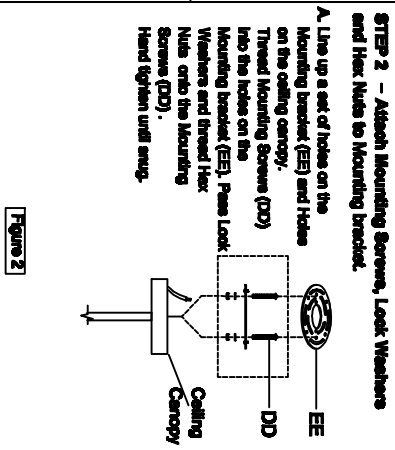 STEP 2 – Attach Mounting Screws, Lock Washers
and Hex Nuts to Mounting bracket.
A. Line up a set of holes on the
Mounting bracket (EE) and Holes
on the ceiling canopy.
Thread Mounting Screws (DD)
into the holes on the
Mounting bracket (EE). Pass Lock
Washers and thread Hex
Nuts onto the Mounting
Screws (DD).
Hand tighten until snug.
EE
DD
Ceiling
Canopy
Figure 2